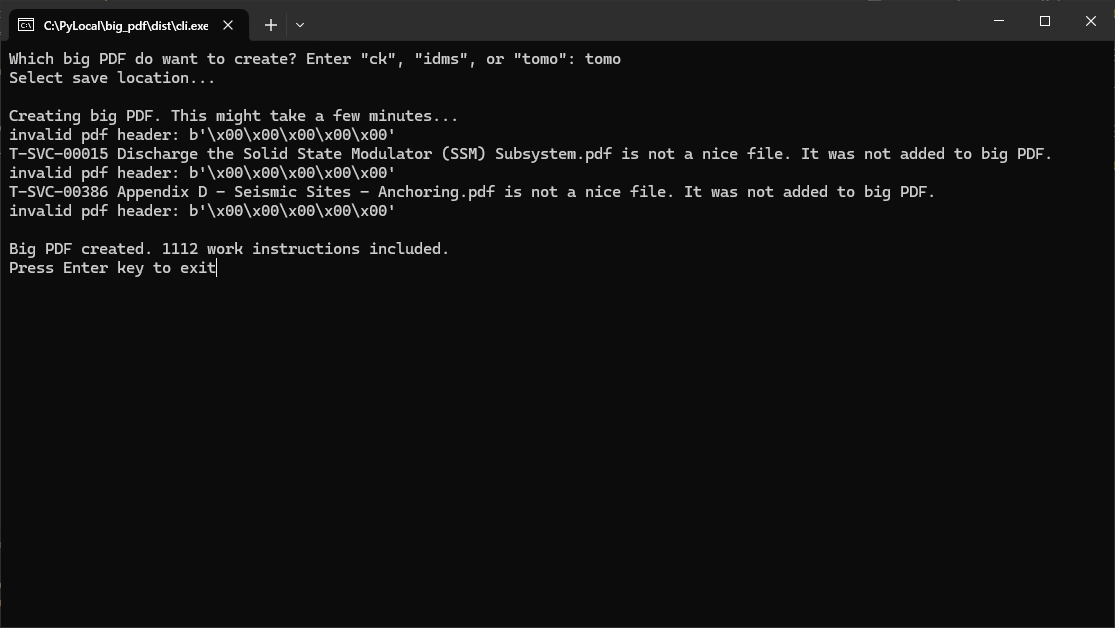 C:\PyLocal\big_pdf\dist\cli.exe
Which big PDF do want to create? Enter "ck", "idms", or "tomo": tomo
Select save location...
Creating big PDF. This might take a few minutes...
invalid pdf header: b'\x00\x00\x00\x00\x00'
T-SVC-00015 Discharge the Solid State Modulator (SSM) Subsystem.pdf is not a nice file. It was not added to big PDF.
invalid pdf header: b'\x00\x00\x00\x00\x00'
T-SVC-00386 Appendix D - Seismic Sites - Anchoring.pdf is not a nice file. It was not added to big PDF.
invalid pdf header: b'\x00\x00\x00\x00\x00'
Big PDF created. 1112 work instructions included.
Press Enter key to exit